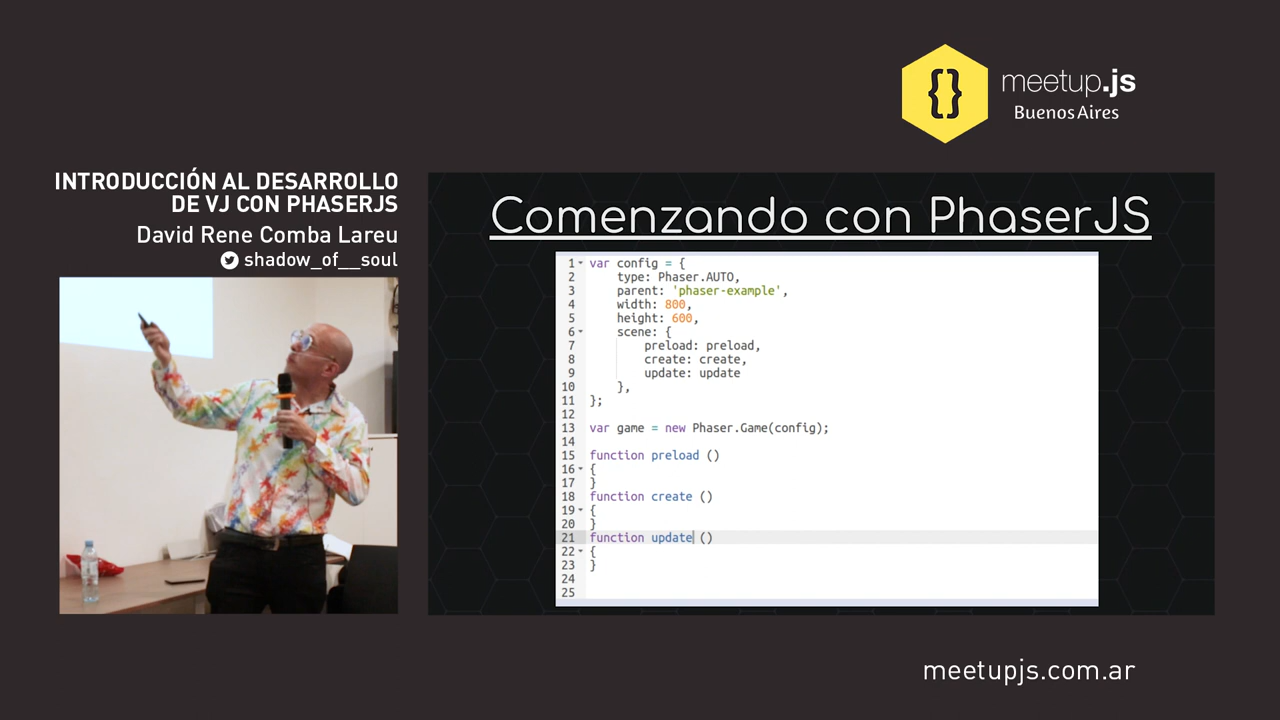 {}
meetup.js
Buenos Aires
INTRODUCCIÓN AL DESARROLLO
DE VJ CON PHASERJS
David Rene Comba Lareu
shadow_of__soul
Comenzando con PhaserJS
1 var config = {
2 type: Phaser.AUTO,
3 parent: 'phaser-example',
4 width: 800,
5 height: 600,
6 scene: {
7 preload: preload,
8 create: create,
9 update: update
10 },
11 };
12
13 var game = new Phaser.Game(config);
14
15 function preload ()
16 {
17 }
18 function create ()
19 {
20 }
21 function update ()
22 {
23 }
24
25
meetupjs.com.ar